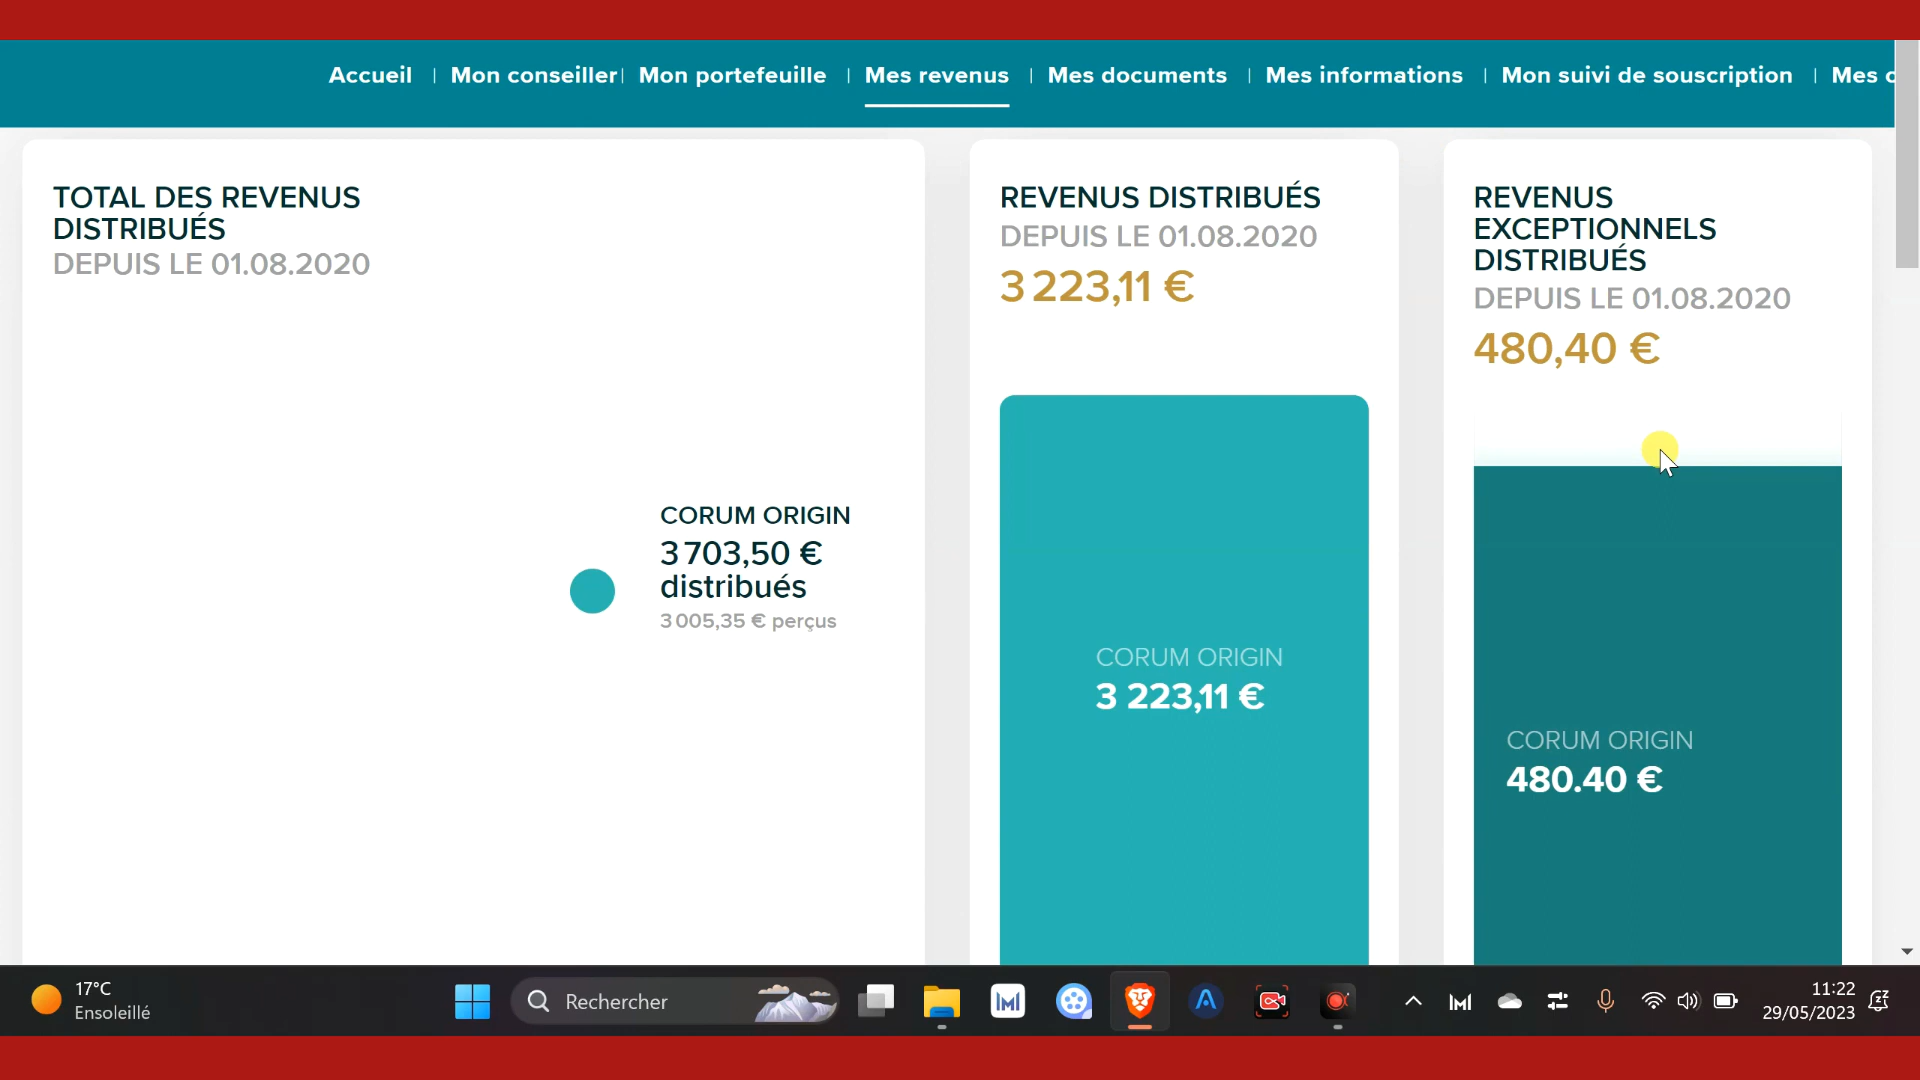 Accueil | Mon conseiller | Mon portefeuille | Mes revenus | Mes documents | Mes informations | Mon suivi de souscription | Mes
TOTAL DES REVENUS
DISTRIBUÉS
DEPUIS LE 01.08.2020
CORUM ORIGIN
3 703,50 €
distribués
3 005,35 € perçus
REVENUS DISTRIBUÉS
DEPUIS LE 01.08.2020
3 223,11 €
CORUM ORIGIN
3 223,11 €
REVENUS
EXCEPTIONNELS
DISTRIBUÉS
DEPUIS LE 01.08.2020
480,40 €
CORUM ORIGIN
480.40 €
17°C
Ensoleillé
Rechercher
11:22
29/05/2023